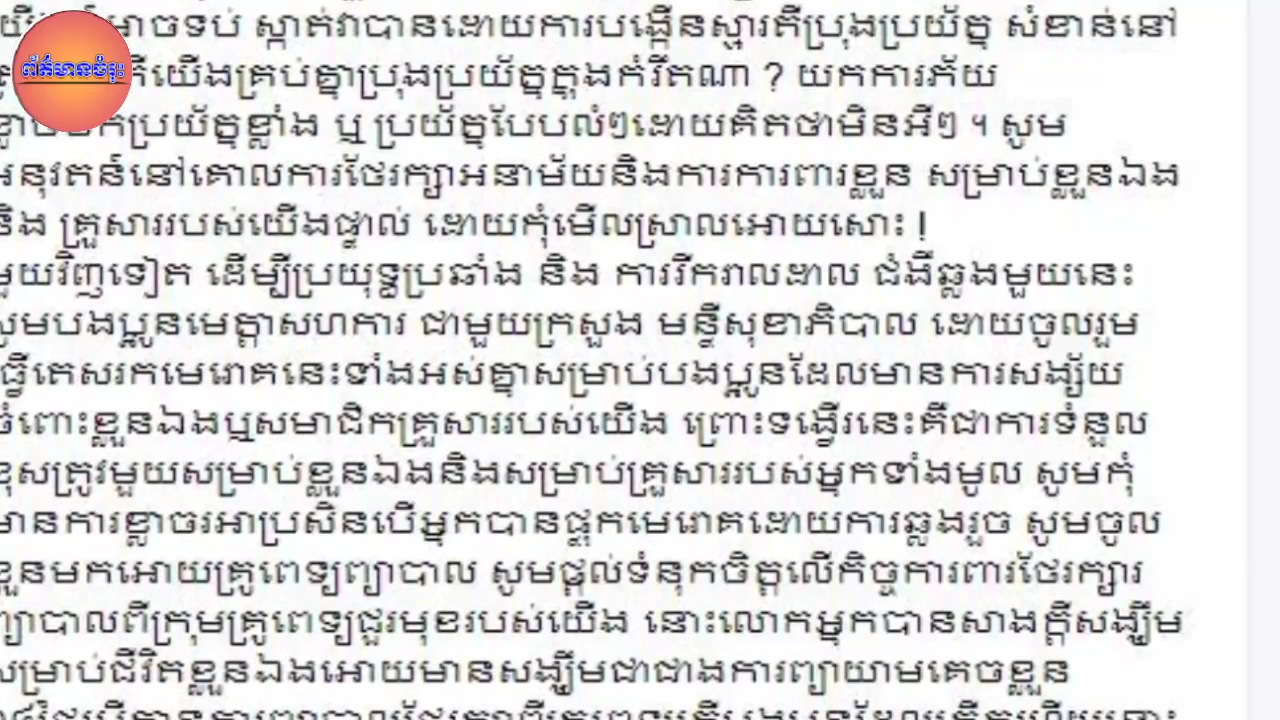 ព័ត៌មានចំរុះ
អាចទប់ ស្កាត់វាបានដោយការបង្កើនស្មារតីប្រុងប្រយ័ត្ន សំខាន់នៅ
យើងគ្រប់គ្នាប្រុងប្រយ័ត្នក្នុងកំរឹតណា ? យកការភ័យ
ប្រយ័ត្នខ្លាំង ឬ ប្រយ័ត្នបែបលំៗដោយគិតថាមិនអីៗ ។ សូម
អនុវតន៍នៅគោលការថែរក្សាអនាម័យនិងការការពារខ្លួន សម្រាប់ខ្លួនឯង
និង គ្រួសាររបស់យើងផ្ទាល់ ដោយកុំមើលស្រាលអោយសោះ !
មួយវិញទៀត ដើម្បីប្រយុទ្ធប្រឆាំង និង ការរីករាលដាល ជំងឺឆ្លងមួយនេះ
សូមបងប្អូនមេត្តាសហការ ជាមួយក្រសួង មន្ទីសុខាភិបាល ដោយចូលរួម
ធ្វើតេសរកមេរោគនេះទាំងអស់គ្នាសម្រាប់បងប្អូនដែលមានការសង្ស័យ
ចំពោះខ្លួនឯងឬសមាជិកគ្រួសាររបស់យើង ព្រោះទង្វើរនេះគឺជាការទំនួល
ខុសត្រូវមួយសម្រាប់ខ្លួនឯងនិងសម្រាប់គ្រួសាររបស់អ្នកទាំងមូល សូមកុំ
មានការខ្លាចរអាប្រសិនបើអ្នកបានផ្ទុកមេរោគដោយការឆ្លងរួច សូមចូល
ខ្លួនមកអោយគ្រូពេទ្យព្យាបាល សូមផ្តល់ទំនុកចិត្តលើកិច្ចការពារថែរក្សារ
ព្យាបាលពីក្រុមគ្រូពេទ្យជួរមុខរបស់យើង នោះលោកអ្នកបានសាងក្តីសង្ឃឹម
សម្រាប់ជីវិតខ្លួនឯងអោយមានសង្ឃឹមជាជាងការព្យាយាមគេចខ្លួន